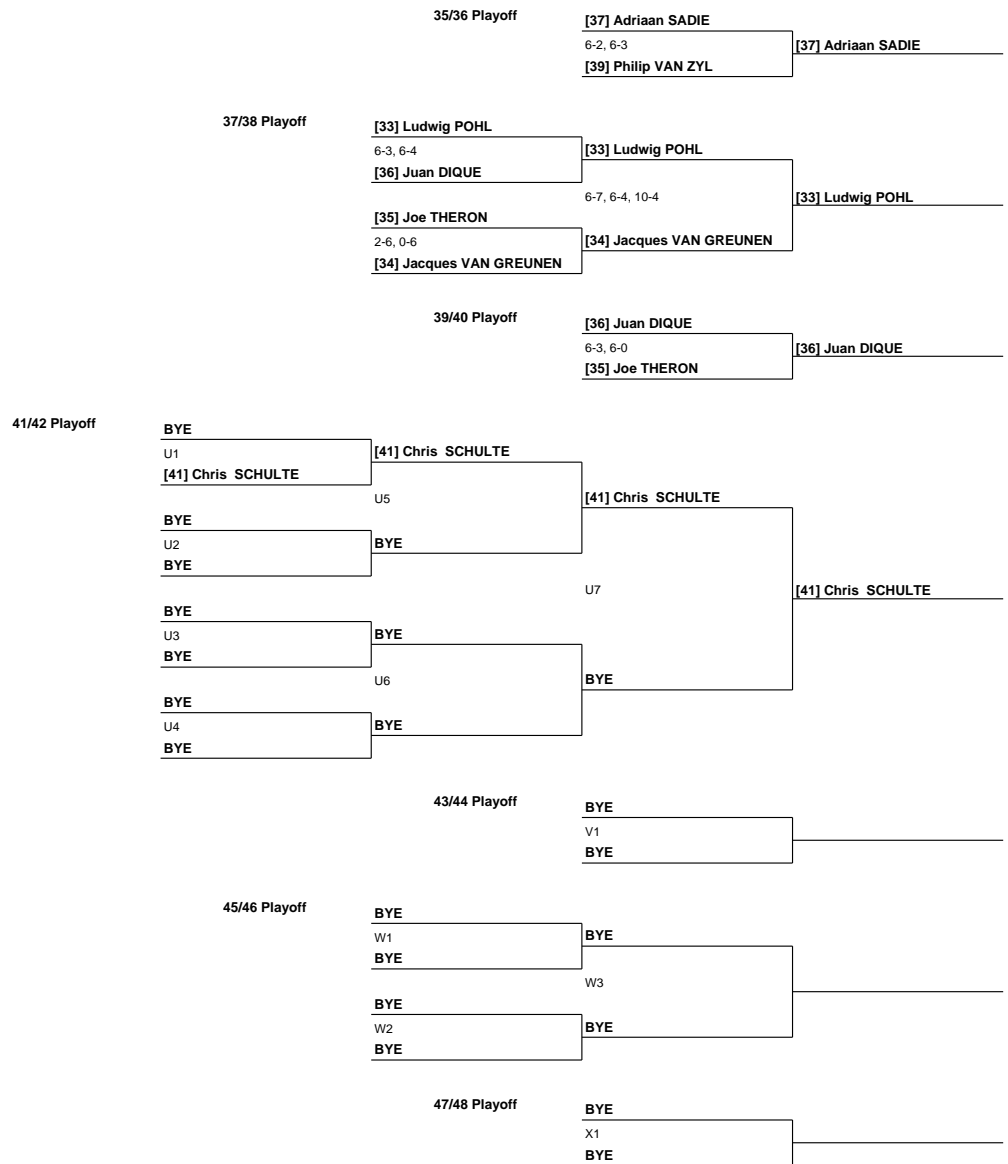 35/36 Playoff
[37] Adriaan SADIE
6-2, 6-3
[37] Adriaan SADIE
[39] Philip VAN ZYL
37/38 Playoff
[33] Ludwig POHL
6-3, 6-4
[33] Ludwig POHL
[36] Juan DIQUE
6-7, 6-4, 10-4
[33] Ludwig POHL
[35] Joe THERON
2-6, 0-6
[34] Jacques VAN GREUNEN
[34] Jacques VAN GREUNEN
39/40 Playoff
[36] Juan DIQUE
6-3, 6-0
[36] Juan DIQUE
[35] Joe THERON
41/42 Playoff
BYE
U1
[41] Chris  SCHULTE
[41] Chris  SCHULTE
U5
[41] Chris  SCHULTE
BYE
U2
BYE
BYE
U7
[41] Chris  SCHULTE
BYE
U3
BYE
BYE
U6
BYE
BYE
U4
BYE
BYE
43/44 Playoff
BYE
V1
BYE
45/46 Playoff
BYE
W1
BYE
BYE
W3
BYE
W2
BYE
BYE
47/48 Playoff
BYE
X1
BYE